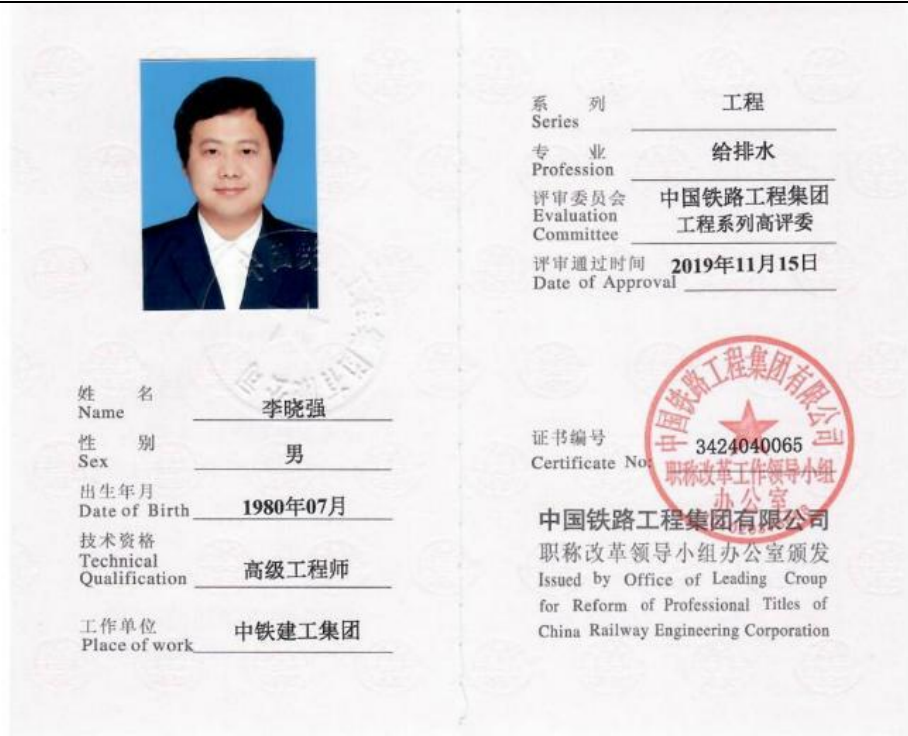 姓 名 李晓强
Name
性 别 男
Sex
出生年月 1980年07月
Date of Birth
技术资格
Technical
Qualification 高级工程师
工作单位 中铁建工集团
Place of work
系 列 工程
Series
专 业 给排水
Profession
评审委员会 中国铁路工程集团
Evaluation 工程系列高评委
Committee
评审通过时间 2019年11月15日
Date of Approval
中国铁路工程集团有限公司
证书编号 3424040065
Certificate No:
职称改革工作领导小组
办公室
中国铁路工程集团有限公司
职称改革领导小组办公室颁发
Issued by Office of Leading Croup
for Reform of Professional Titles of
China Railway Engineering Corporation